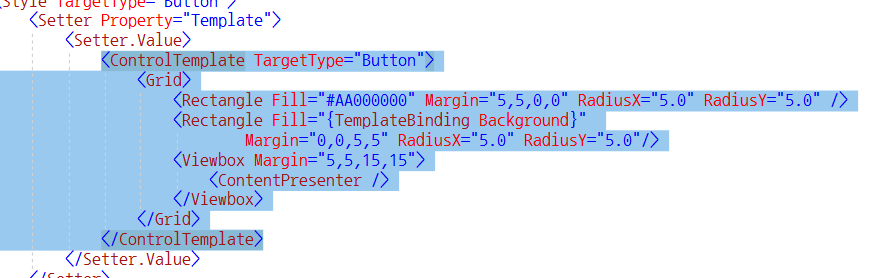 Style TargetType="Button">
<Setter Property="Template">
<Setter.Value>
<ControlTemplate TargetType="Button">
<Grid>
<Rectangle Fill="#AA000000" Margin="5,5,0,0" RadiusX="5.0" RadiusY="5.0" />
<Rectangle Fill="{TemplateBinding Background}"
Margin="0,0,5,5" RadiusX="5.0" RadiusY="5.0"/>
<Viewbox Margin="5,5,15,15">
<ContentPresenter />
</Viewbox>
</Grid>
</ControlTemplate>
</Setter.Value>
</Setter>